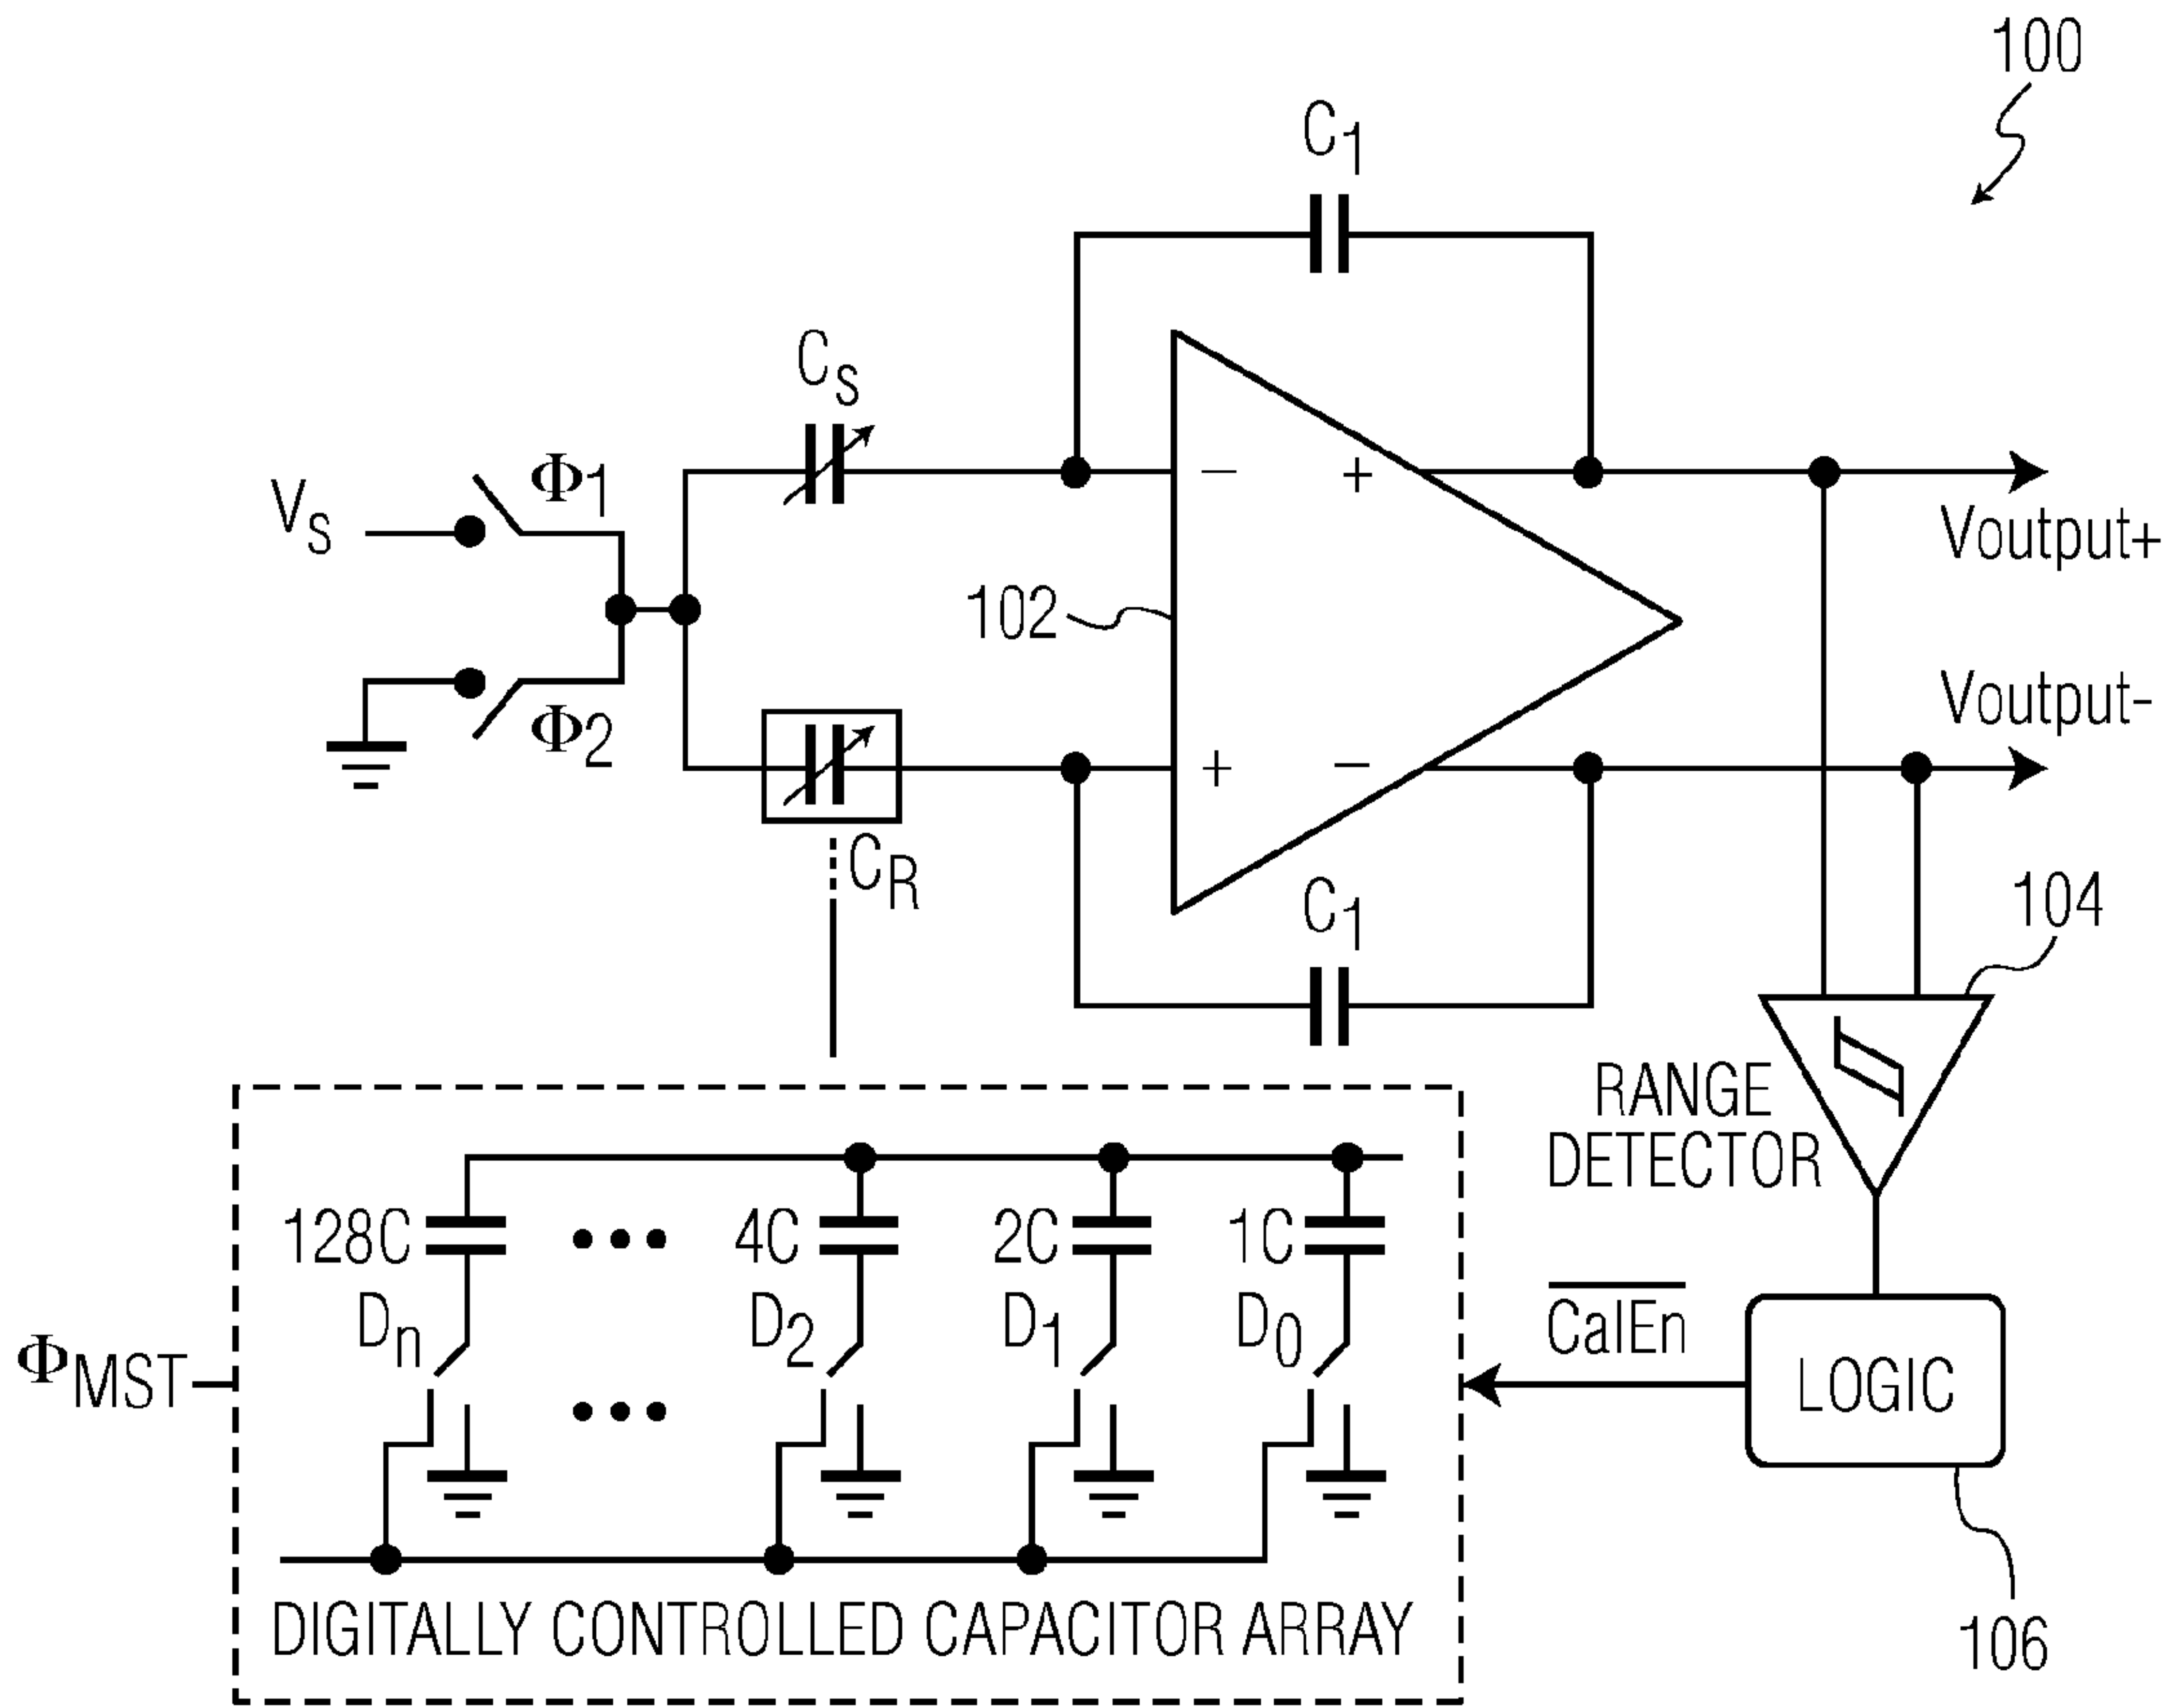 100
C1
CS
VS
Φ1
− +
Voutput+
102
Φ2
Voutput-
+ −
CR
C1
104
RANGE
DETECTOR
128C ••• 4C 2C 1C
Dn D2 D1 D0
CalEn
ΦMST
•••
LOGIC
DIGITALLY CONTROLLED CAPACITOR ARRAY
106